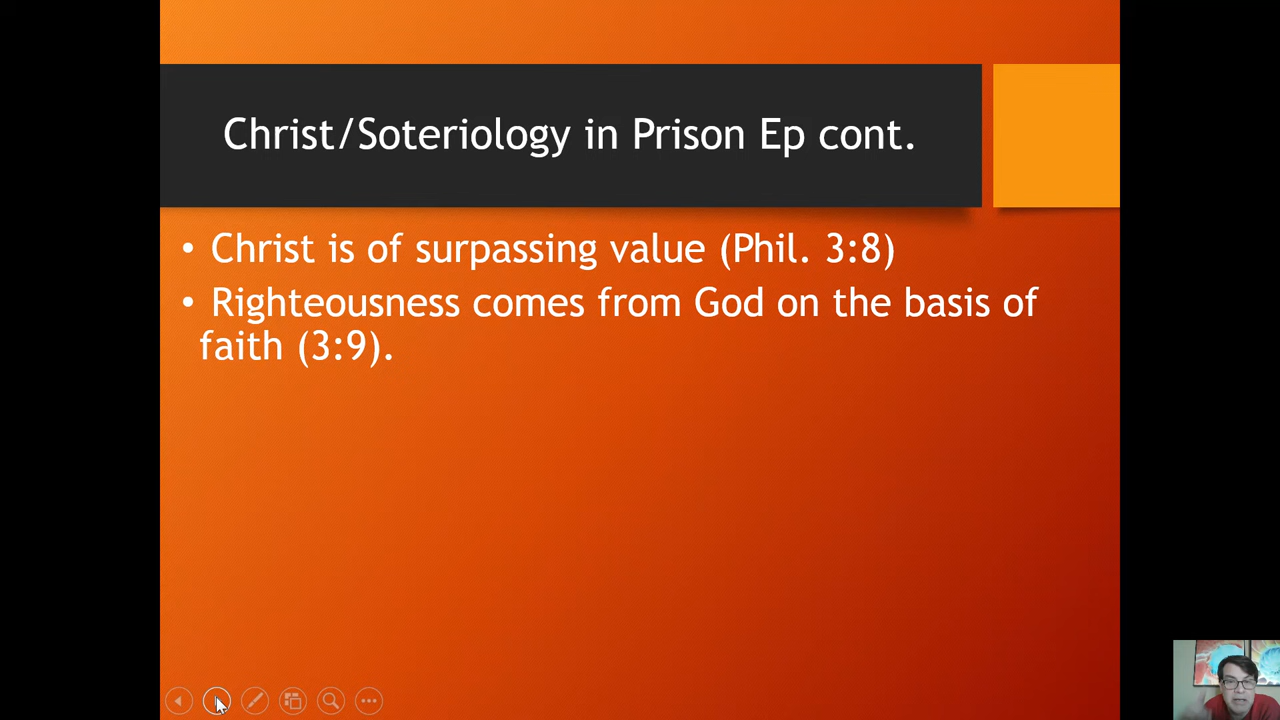 Christ/Soteriology in Prison Ep cont.
• Christ is of surpassing value (Phil. 3:8)
• Righteousness comes from God on the basis of
faith (3:9).